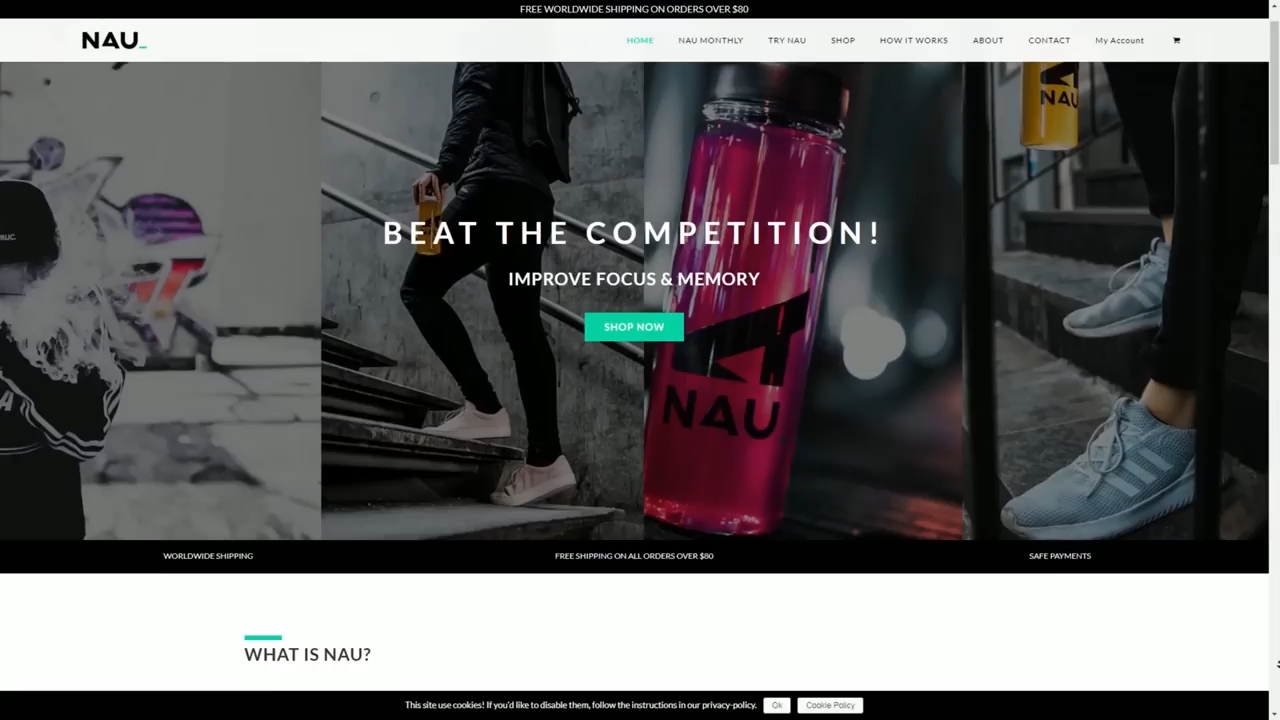 FREE WORLDWIDE SHIPPING ON ORDERS OVER $80
NAU_
HOME NAU MONTHLY TRY NAU SHOP HOW IT WORKS ABOUT CONTACT My Account
NAU
BEAT THE COMPETITION!
IMPROVE FOCUS & MEMORY
SHOP NOW
NAU
WORLDWIDE SHIPPING FREE SHIPPING ON ALL ORDERS OVER $80 SAFE PAYMENTS
WHAT IS NAU?
This site use cookies! If you'd like to disable them, follow the instructions in our privacy-policy. Ok Cookie Policy